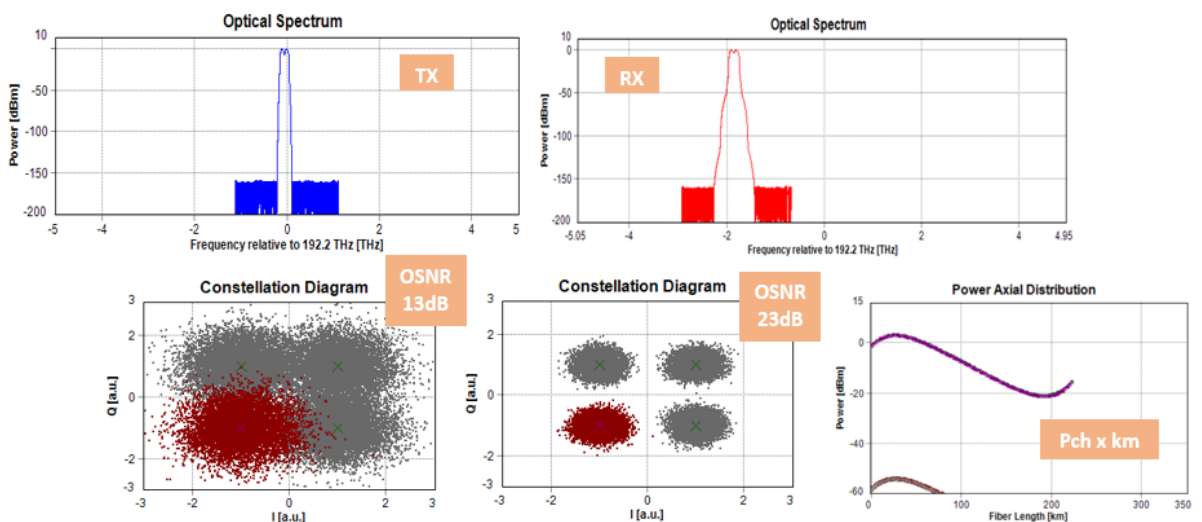 Optical Spectrum
10
-50
-100
-150
-200
Power [dBm]
TX
-5 -4 -2 0 2 4 5
Frequency relative to 192.2 THz [THz]
Optical Spectrum
10
0
-50
-100
-150
-200
Power [dBm]
RX
-5.05 -4 -2 0 2 4 4.95
Frequency relative to 192.2 THz [THz]
Constellation Diagram
OSNR
13dB
3
2
0
-2
-3
Q [a.u.]
-3 -2 0 2 3
I [a.u.]
Constellation Diagram
OSNR
23dB
3
2
0
-2
-3
Q [a.u.]
-3 -2 0 2 3
I [a.u.]
Power Axial Distribution
15
0
-20
-40
-60
Power [dBm]
Pch x km
0 100 200 300 350
Fiber Length [km]